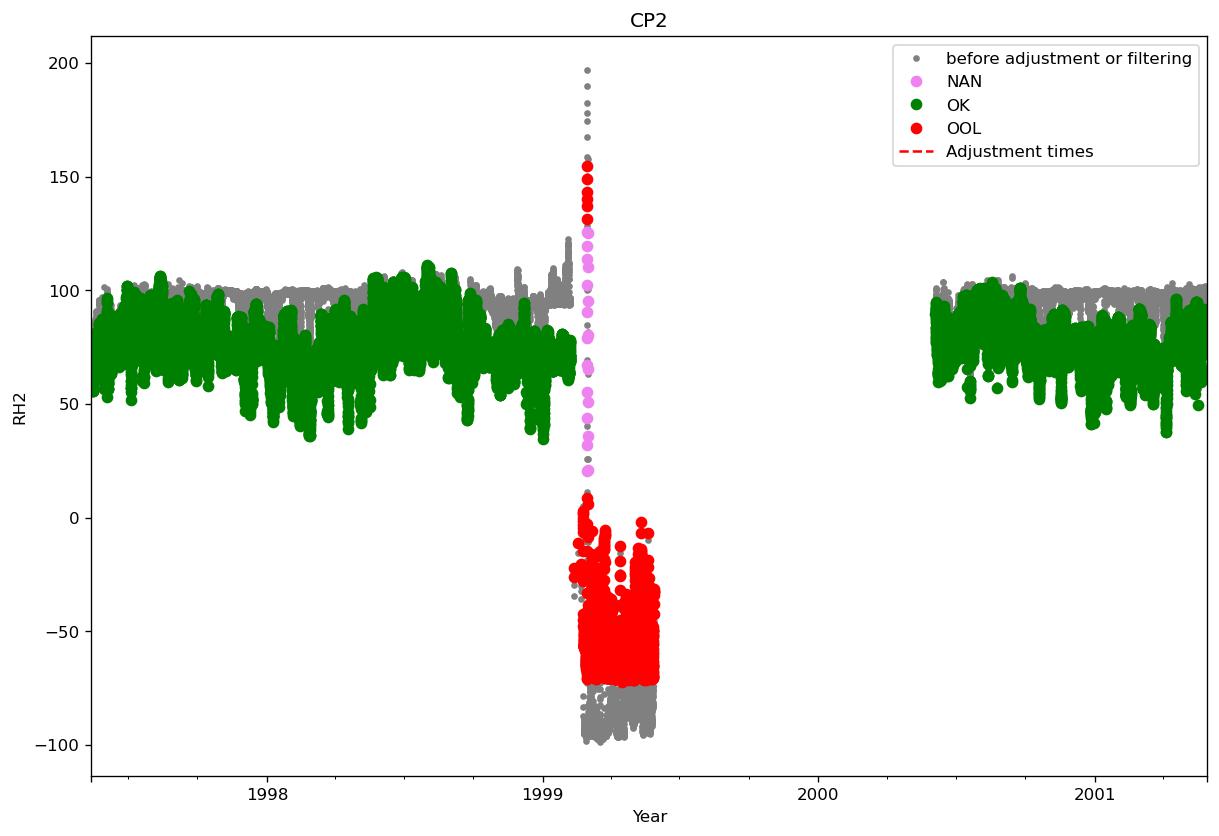 CP2
before adjustment or filtering
NAN
OK
OOL
Adjustment times
200
150
100
50
0
−50
−100
RH2
1998
1999
2000
2001
Year